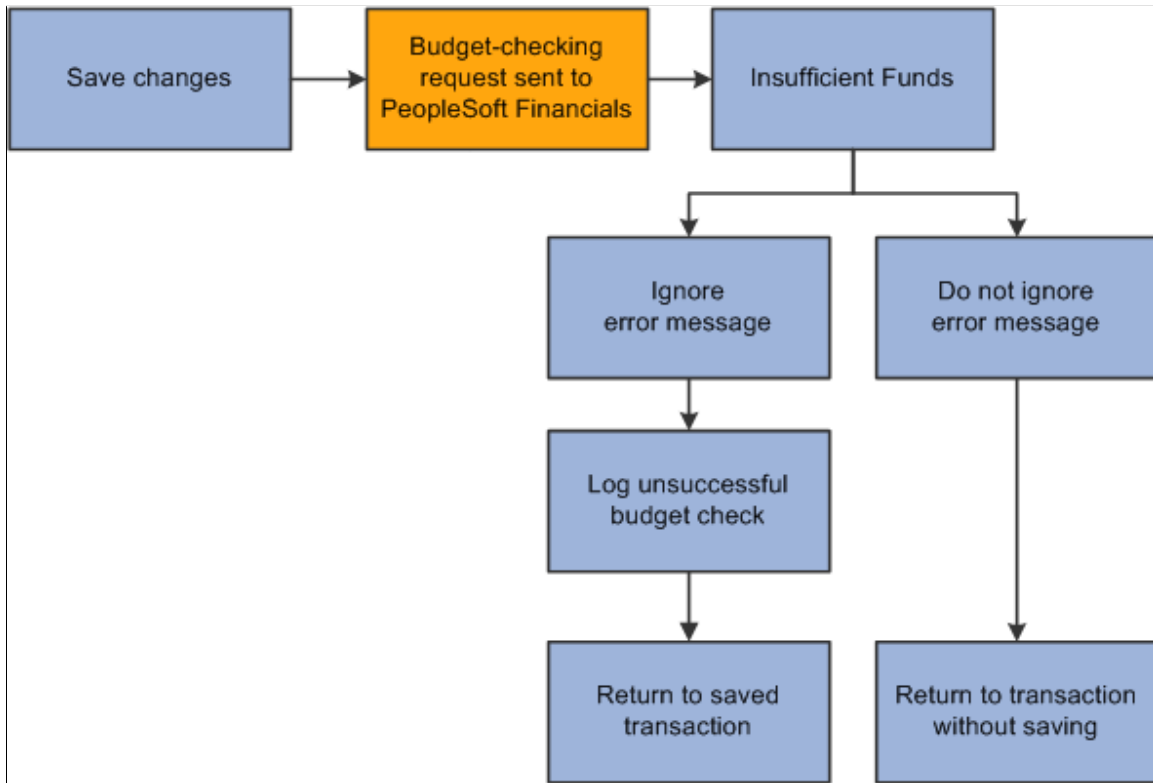 Save changes
Budget-checking
request sent to
PeopleSoft Financials
Insufficient Funds
Ignore
error message
Do not ignore
error message
Log unsuccessful
budget check
Return to saved
transaction
Return to transaction
without saving